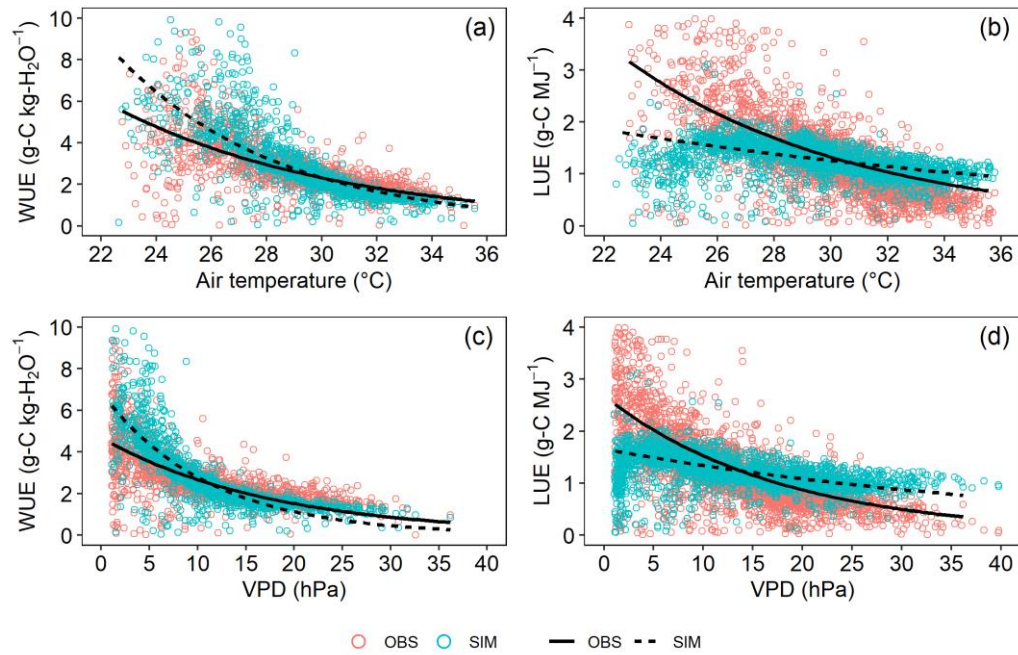 (a)
WUE (g-C kg-H₂O⁻¹)
10
8
6
4
2
0
22 24 26 28 30 32 34 36
Air temperature (°C)
(b)
LUE (g-C MJ⁻¹)
4
3
2
1
0
22 24 26 28 30 32 34 36
Air temperature (°C)
(c)
WUE (g-C kg-H₂O⁻¹)
10
8
6
4
2
0
0 5 10 15 20 25 30 35 40
VPD (hPa)
(d)
LUE (g-C MJ⁻¹)
4
3
2
1
0
0 5 10 15 20 25 30 35 40
VPD (hPa)
OBS SIM OBS SIM